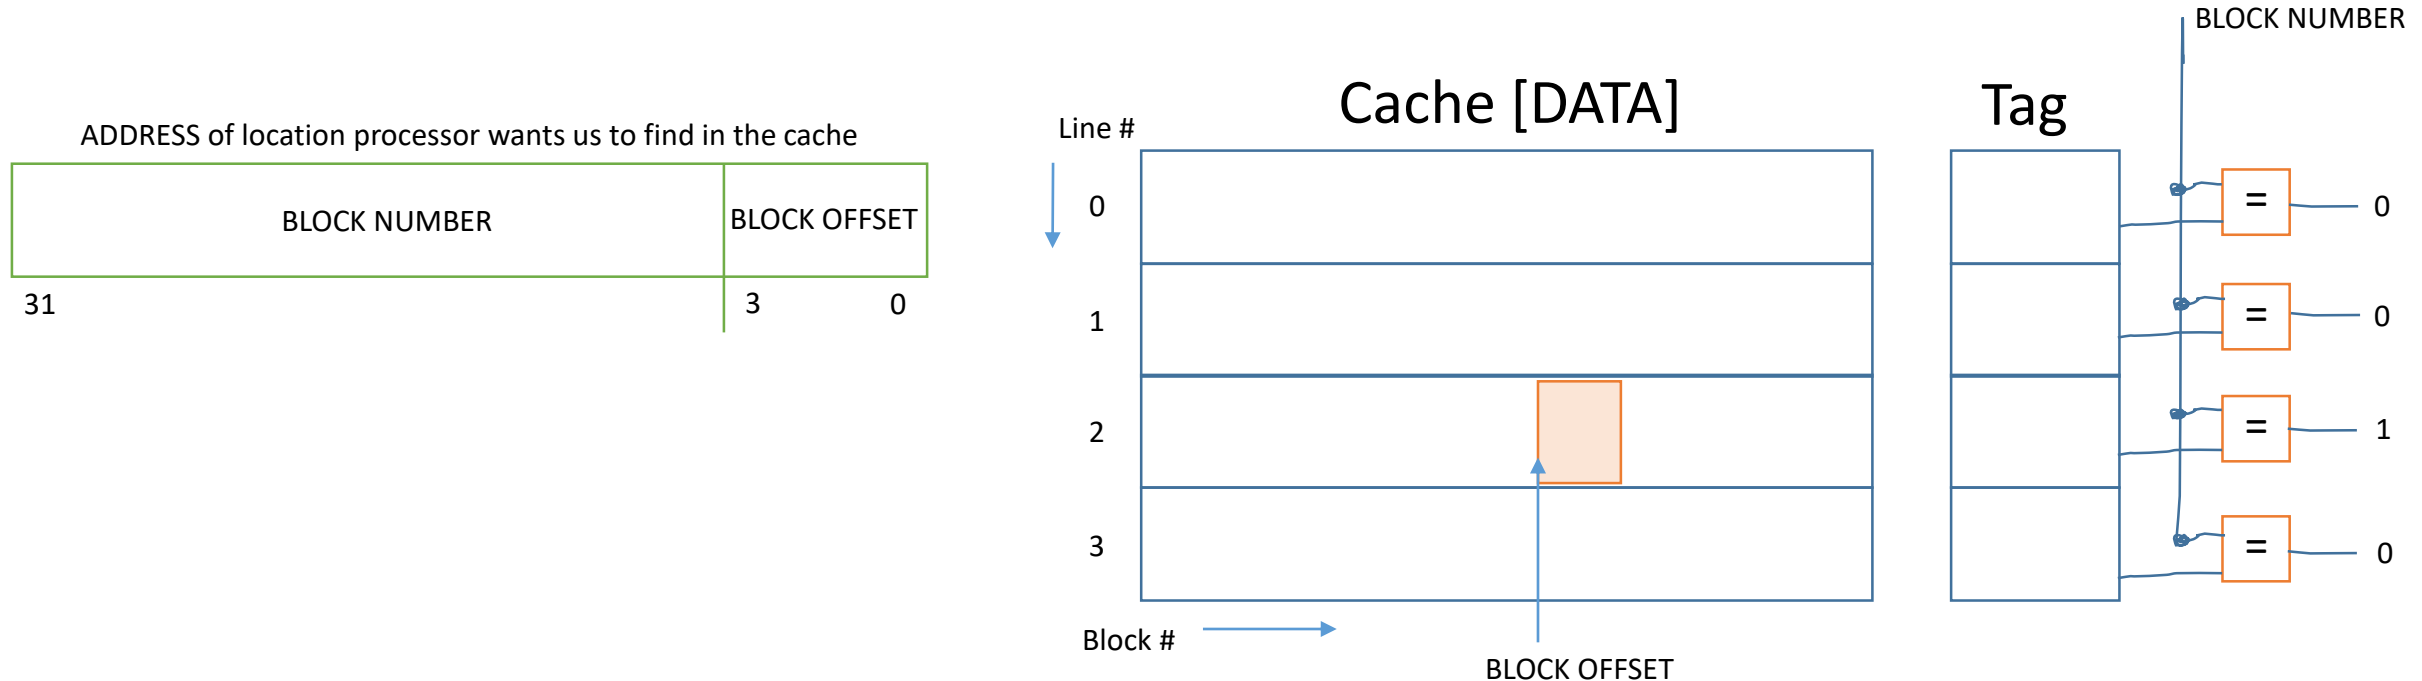 ADDRESS of location processor wants us to find in the cache
BLOCK NUMBER
BLOCK OFFSET
31
3
0
Line #
Cache [DATA]
Tag
BLOCK NUMBER
0
1
2
3
=
0
=
0
=
1
=
0
Block #
BLOCK OFFSET